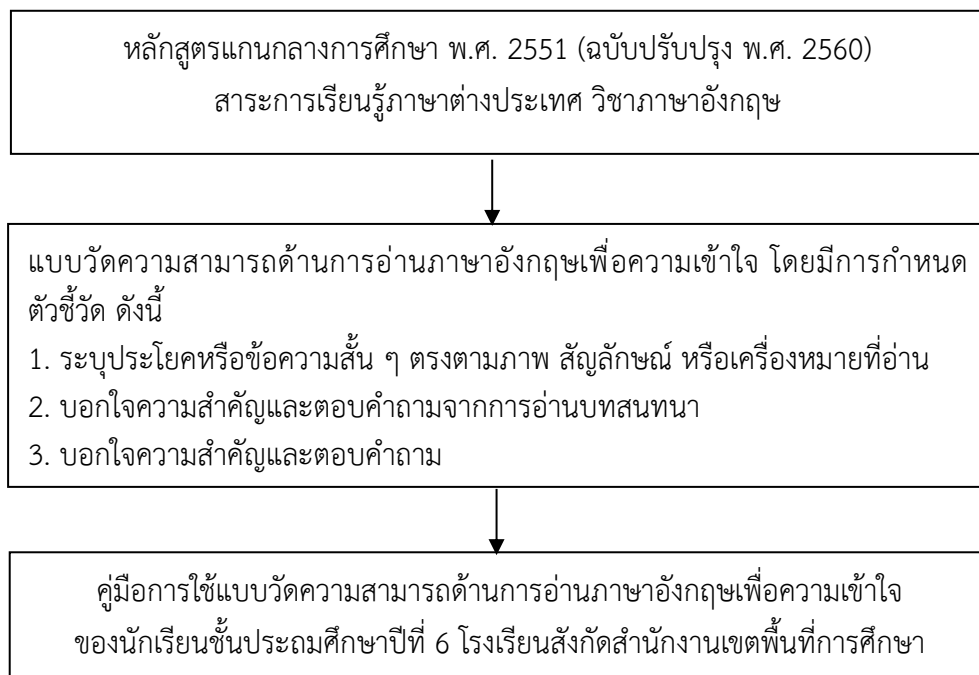 หลักสูตรแกนกลางการศึกษา พ.ศ. 2551 (ฉบับปรับปรุง พ.ศ. 2560)
สาระการเรียนรู้ภาษาต่างประเทศ วิชาภาษาอังกฤษ
แบบวัดความสามารถด้านการอ่านภาษาอังกฤษเพื่อความเข้าใจ โดยมีการกำหนด
ตัวชี้วัด ดังนี้
1. ระบุประโยคหรือข้อความสั้น ๆ ตรงตามภาพ สัญลักษณ์ หรือเครื่องหมายที่อ่าน
2. บอกใจความสำคัญและตอบคำถามจากการอ่านบทสนทนา
3. บอกใจความสำคัญและตอบคำถาม
คู่มือการใช้แบบวัดความสามารถด้านการอ่านภาษาอังกฤษเพื่อความเข้าใจ
ของนักเรียนชั้นประถมศึกษาปีที่ 6 โรงเรียนสังกัดสำนักงานเขตพื้นที่การศึกษา